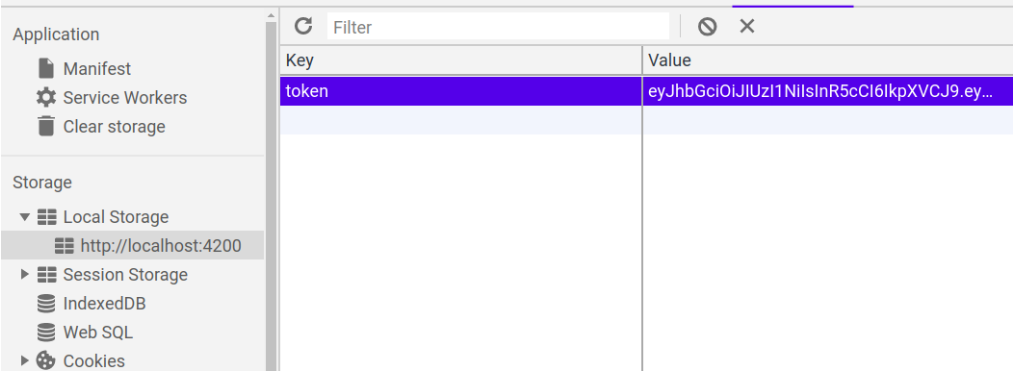 Application
Manifest
Service Workers
Clear storage
Storage
Local Storage
http://localhost:4200
Session Storage
IndexedDB
Web SQL
Cookies
Filter
Key Value
token eyJhbGciOiJIUzI1NiIsInR5cCI6IkpXVCJ9.ey...